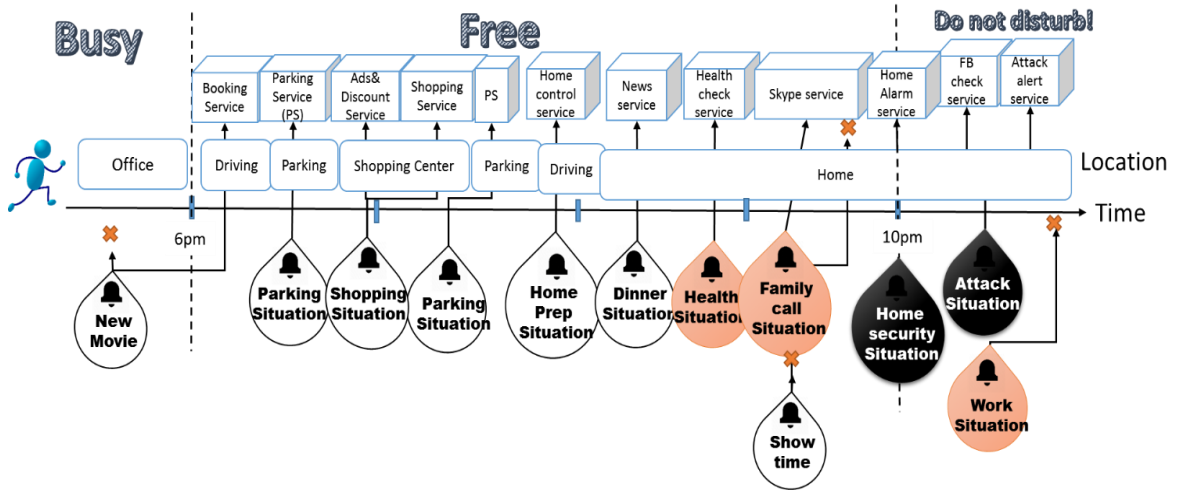 Busy
Free
Do not disturb!
Booking
Service
Parking
Service
(PS)
Ads&
Discount
Service
Shopping
Service
PS
Home
control
service
News
service
Health
check
service
Skype service
Home
Alarm
service
FB
check
service
Attack
alert
service
Office
Driving
Parking
Shopping Center
Parking
Driving
Home
Location
Time
6pm
10pm
New
Movie
Parking
Situation
Shopping
Situation
Parking
Situation
Home
Prep
Situation
Dinner
Situation
Health
Situation
Family
call
Situation
Home
security
Situation
Attack
Situation
Work
Situation
Show
time